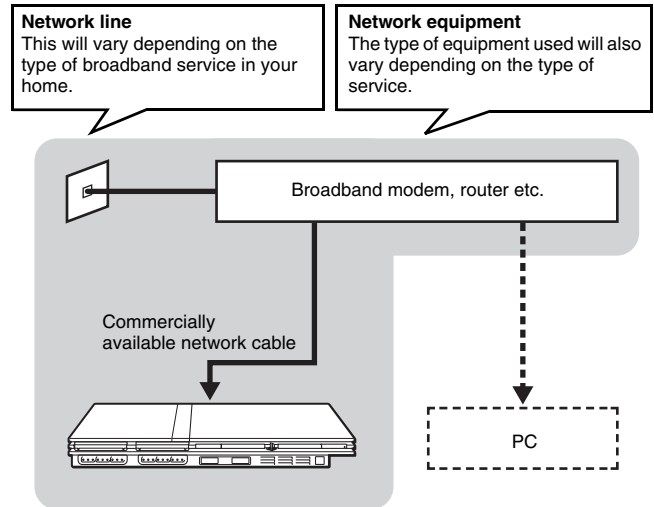 Network line
This will vary depending on the
type of broadband service in your
home.
Network equipment
The type of equipment used will also
vary depending on the type of
service.
Broadband modem, router etc.
Commercially
available network cable
PC